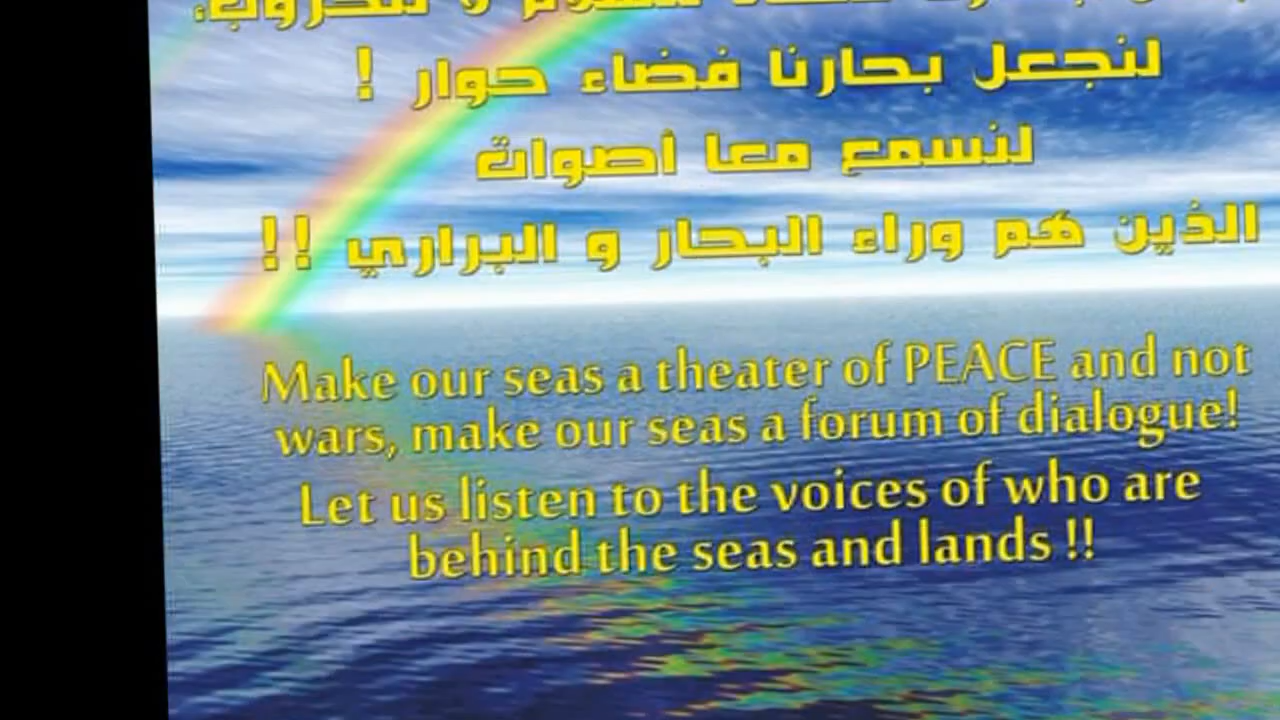 لنجعل بحارنا فضاء حوار !
لنسمع معا أصوات
الذين هم وراء البحار و البراري !!
Make our seas a theater of PEACE and not
wars, make our seas a forum of dialogue!
Let us listen to the voices of who are
behind the seas and lands !!